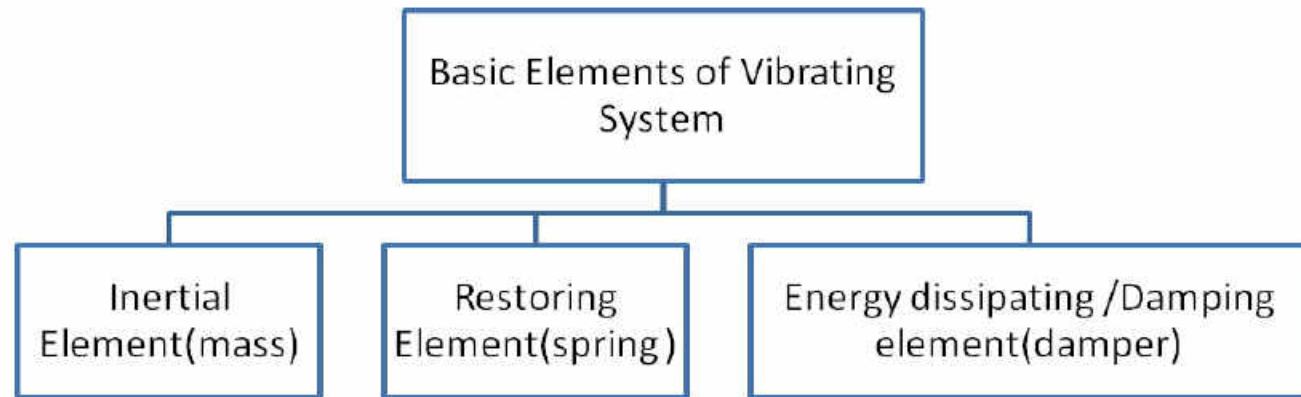 Basic Elements of Vibrating
System
Inertial
Element(mass)
Restoring
Element(spring)
Energy dissipating /Damping
element(damper)